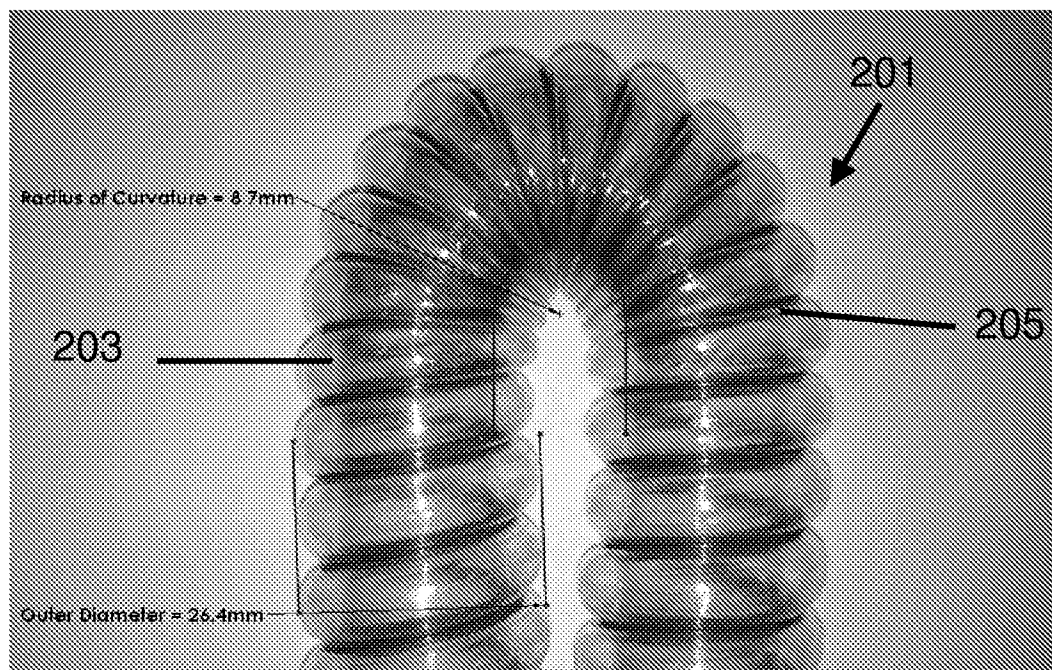 201
Radius of Curvature = 8.7mm
203
205
Outer Diameter = 26.4mm